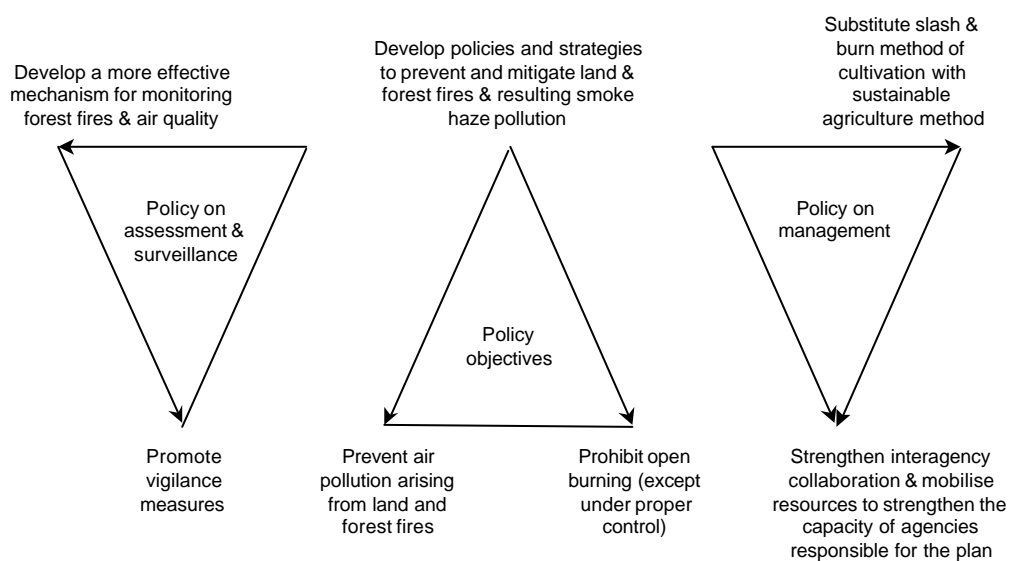 Develop a more effective
mechanism for monitoring
forest fires & air quality
Develop policies and strategies
to prevent and mitigate land &
forest fires & resulting smoke
haze pollution
Substitute slash &
burn method of
cultivation with
sustainable
agriculture method
Policy on
assessment &
surveillance
Policy
objectives
Policy on
management
Promote
vigilance
measures
Prevent air
pollution arising
from land and
forest fires
Prohibit open
burning (except
under proper
control)
Strengthen interagency
collaboration & mobilise
resources to strengthen the
capacity of agencies
responsible for the plan